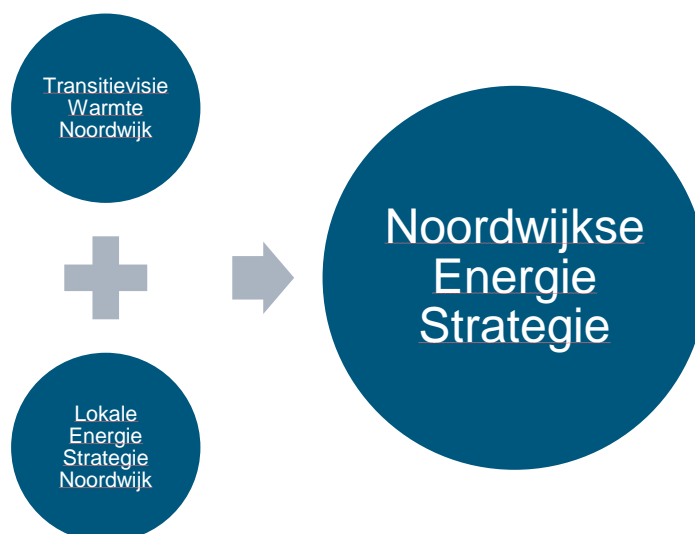 Transitievisie
Warmte
Noordwijk
Lokale
Energie
Strategie
Noordwijk
Noordwijkse
Energie
Strategie